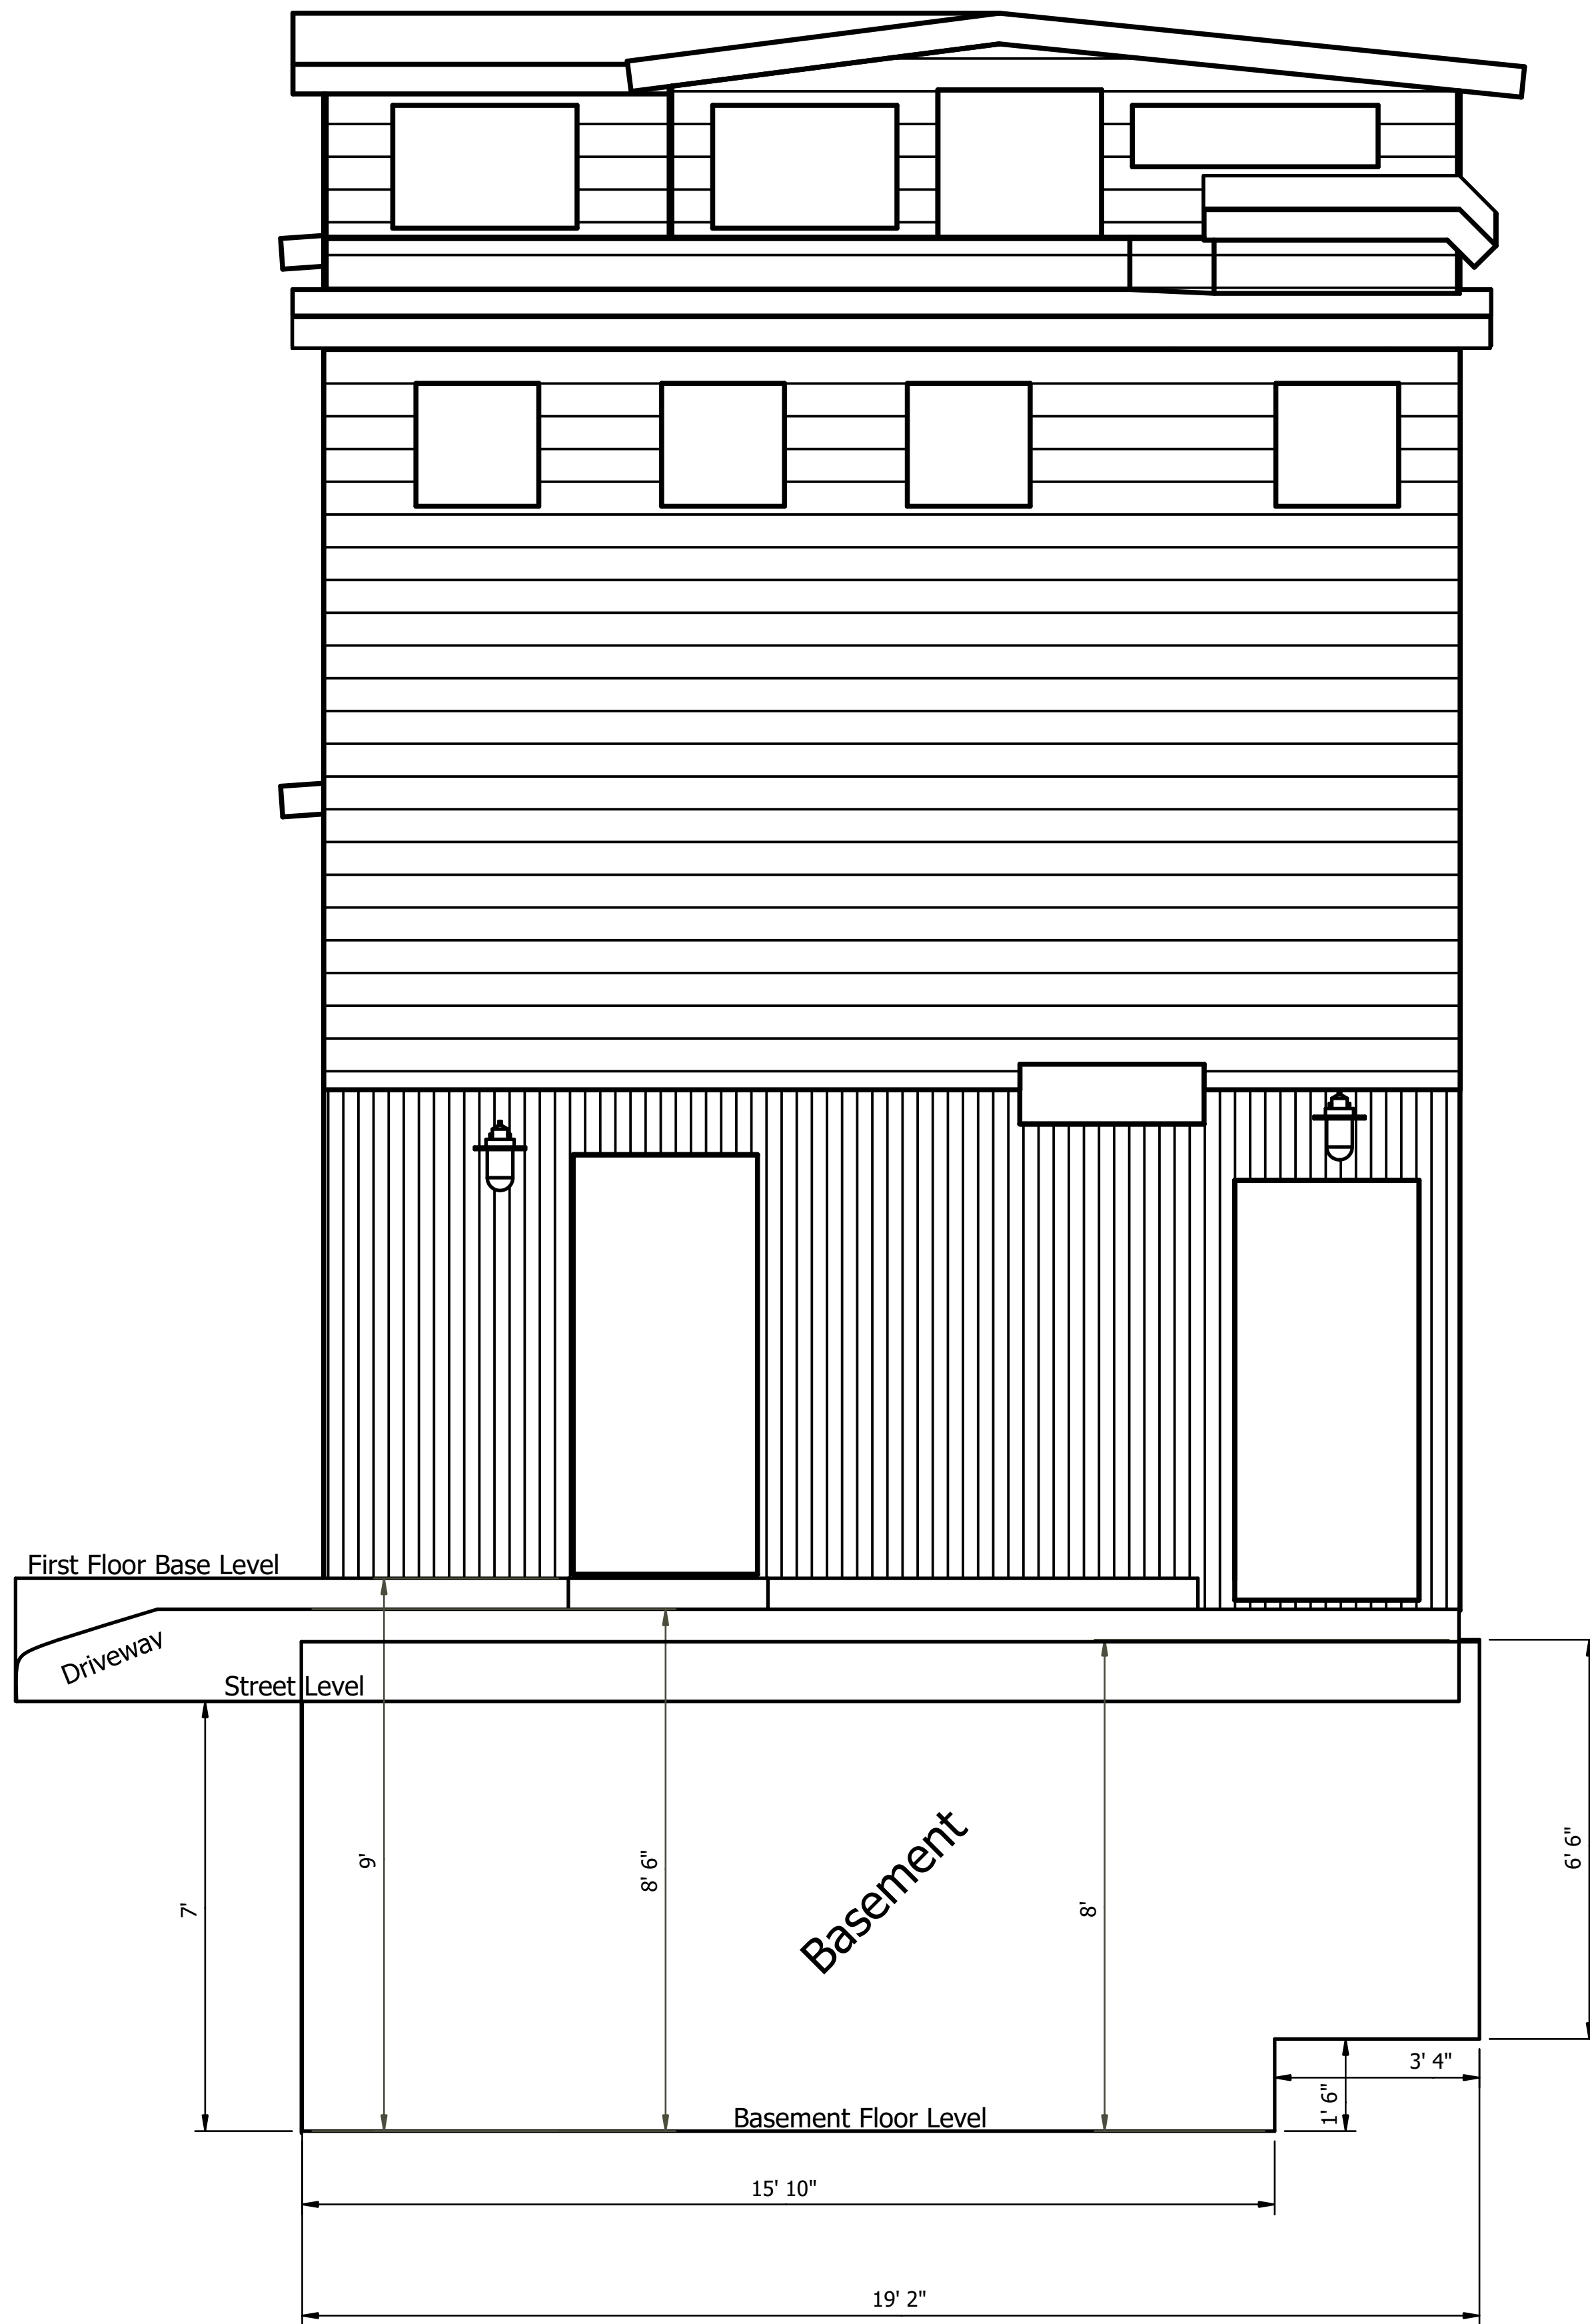 First Floor Base Level
Driveway
Street Level
9'
8' 6"
6' 6"
7'
8'
Basement
3' 4"
1' 6"
Basement Floor Level
15' 10"
19' 2"